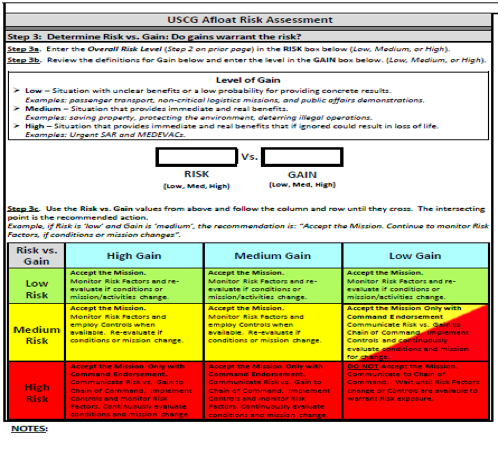 USCG Afloat Risk Assessment
Step 3: Determine Risk vs. Gain: Do gains warrant the risk?
Step 3a. Enter the Overall Risk Level (Step 2 on prior page) in the RISK box below (Low, Medium, or High).
Step 3b. Review the definitions for Gain below and enter the level in the GAIN box below. (Low, Medium, or High).
Level of Gain
➤ Low – Situation with unclear benefits or a low probability for providing concrete results.
Examples: passenger transport, non-critical logistics missions, and public affairs demonstrations.
➤ Medium – Situation that provides immediate and real benefits.
Examples: saving property, protecting the environment, deterring illegal operations.
➤ High – Situation that provides immediate and real benefits that if ignored could result in loss of life.
Examples: Urgent SAR and MEDEVACs.
Vs.
RISK
(Low, Med, High)
GAIN
(Low, Med, High)
Step 3c. Use the Risk vs. Gain values from above and follow the column and row until they cross. The intersecting
point is the recommended action.
Example, if Risk is 'low' and Gain is 'medium', the recommendation is: "Accept the Mission. Continue to monitor Risk
Factors, if conditions or mission changes".
Risk vs.
Gain
High Gain
Medium Gain
Low Gain
Low
Risk
Accept the Mission.
Monitor Risk Factors and re-
evaluate if conditions or
mission/activities change.
Accept the Mission.
Monitor Risk Factors and re-
evaluate if conditions or
mission/activities change.
Accept the Mission.
Monitor Risk Factors and re-
evaluate if conditions or
mission/activities change.
Medium
Risk
Accept the Mission.
Monitor Risk Factors and
employ Controls when
available. Re-evaluate if
conditions or mission change.
Accept the Mission.
Monitor Risk Factors and
employ Controls when
available. Re-evaluate if
conditions or mission change.
Accept the Mission Only with
Command Endorsement
Communicate Risk vs. Gain to
Chain of Command. Implement
Controls and continuously
evaluate conditions and mission
for change.
High
Risk
Accept the Mission Only with
Command Endorsement.
Communicate Risk vs. Gain to
Chain of Command. Implement
Controls and monitor Risk
Factors. Continuously evaluate
conditions and mission change.
Accept the Mission Only with
Command Endorsement.
Communicate Risk vs. Gain to
Chain of Command. Implement
Controls and monitor Risk
Factors. Continuously evaluate
conditions and mission change.
DO NOT Accept the Mission.
Communicate to Chain of
Command. Wait until Risk Factors
change or Controls are available to
warrant Risk exposure.
NOTES: